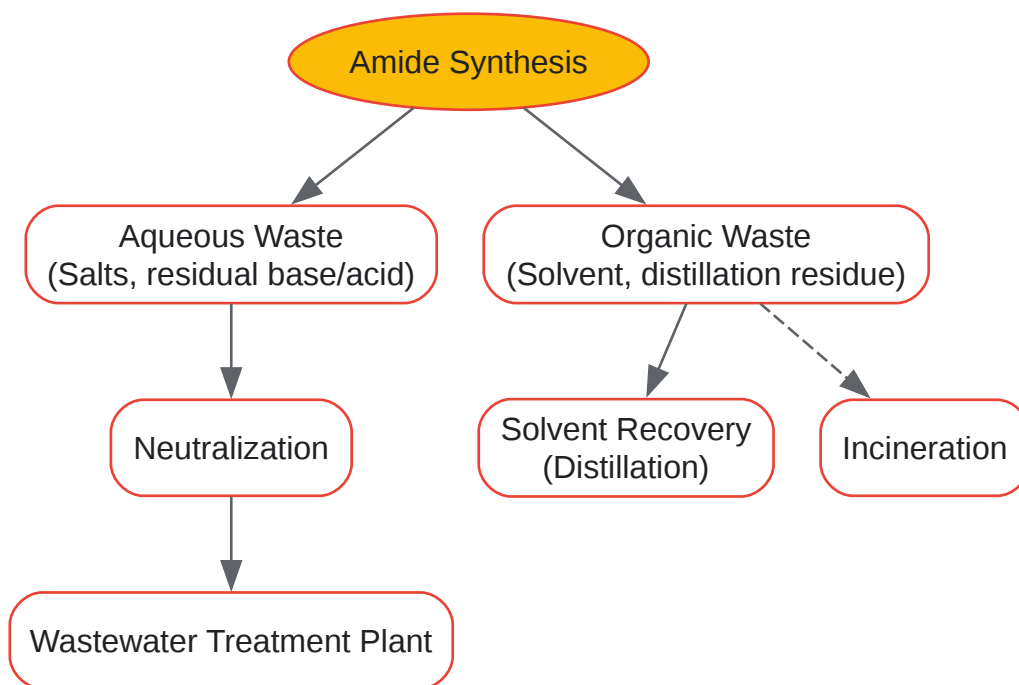 Amide Synthesis
Aqueous Waste
(Salts, residual base/acid)
Organic Waste
(Solvent, distillation residue)
Neutralization
Solvent Recovery
(Distillation)
Incineration
Wastewater Treatment Plant